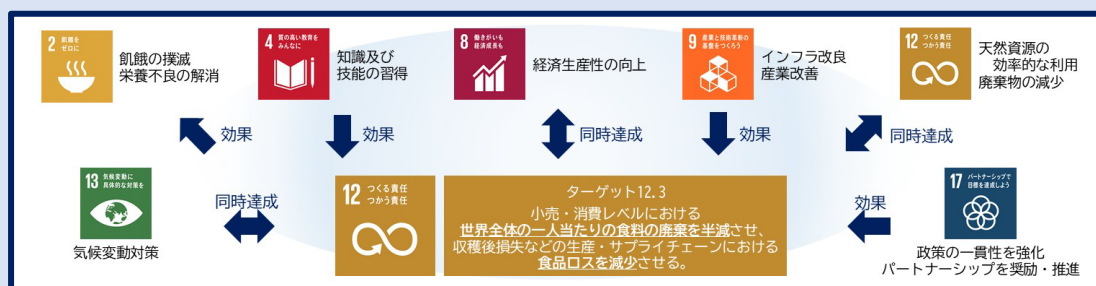 2 飢餓を
ゼロに
飢餓の撲滅
栄養不良の解消
4 質の高い教育を
みんなに
知識及び
技能の習得
8 働きがいも
経済成長も
経済生産性の向上
9 産業と技術革新の
基盤をつくろう
インフラ改良
産業改善
12 つくる責任
つかう責任
天然資源の
効率的な利用
廃棄物の減少
効果
効果
同時達成
効果
同時達成
13 気候変動に
具体的な対策を
気候変動対策
同時達成
12 つくる責任
つかう責任
ターゲット12.3
小売・消費レベルにおける
世界全体の一人当たりの食料の廃棄を半減させ、
収穫後損失などの生産・サプライチェーンにおける
食品ロスを減少させる。
効果
17 パートナーシップで
目標を達成しよう
政策の一貫性を強化
パートナーシップを奨励・推進